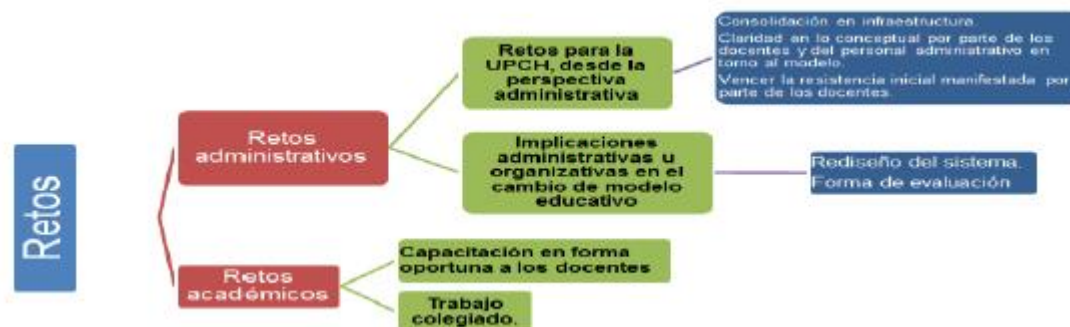 Retos
Retos
administrativos
Retos para la
UPCH, desde la
perspectiva
administrativa
Consolidación en infraestructura.
Claridad en lo conceptual por parte de los
docentes y del personal administrativo en
torno al modelo.
Vencer la resistencia inicial manifestada por
parte de los docentes.
Implicaciones
administrativas u
organizativas en el
cambio de modelo
educativo
Rediseño del sistema.
Forma de evaluación
Retos
académicos
Capacitación en forma
oportuna a los docentes
Trabajo
colegiado.